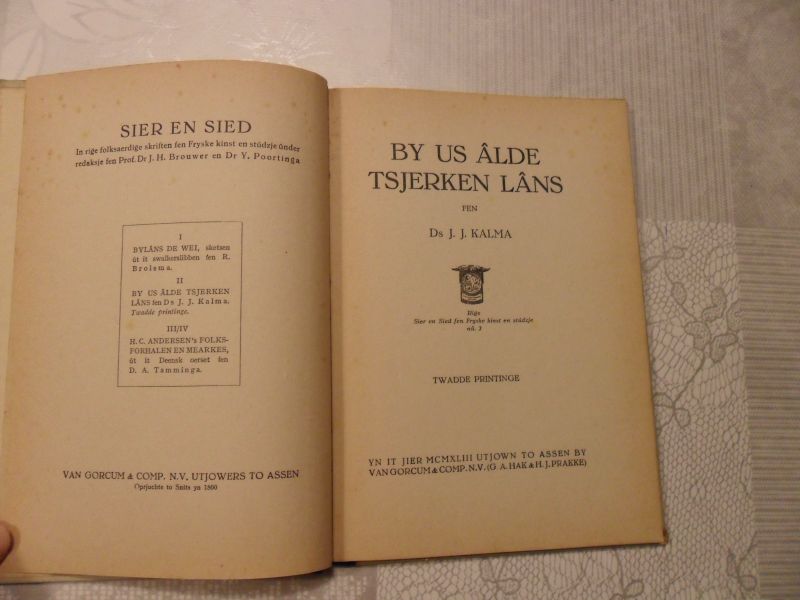 SIER EN SIED
In rige folksaerdige skriften fen Fryske kinst en stúdzje ûnder
redaksje fen Prof. Dr J. H. Brouwer en Dr Y. Poortinga
I
BYLÂNS DE WEI, sketsen
út it swalkerslibben fen R.
Brolsma.
II
BY US ÂLDE TSJERKEN
LÂNS fen Ds J. J. Kalma.
Twadde printinge.
III/IV
H. C. ANDERSEN's FOLKS-
FORHALEN EN MEARKES,
út it Deensk oerset fen
D. A. Tamminga.
VAN GORCUM & COMP. N.V. UTJOWERS TO ASSEN
Oprjuchte to Snits yn 1800
BY US ÂLDE
TSJERKEN LÂNS
FEN
Ds J. J. KALMA
Rige
Sier en Sied fen Fryske kinst en stúdzje
nû. 2
TWADDE PRINTINGE
YN IT JIER MCMXLIII UTJOWN TO ASSEN BY
VAN GORCUM & COMP. N.V. (G. A. HAK & H. J. PRAKKE)